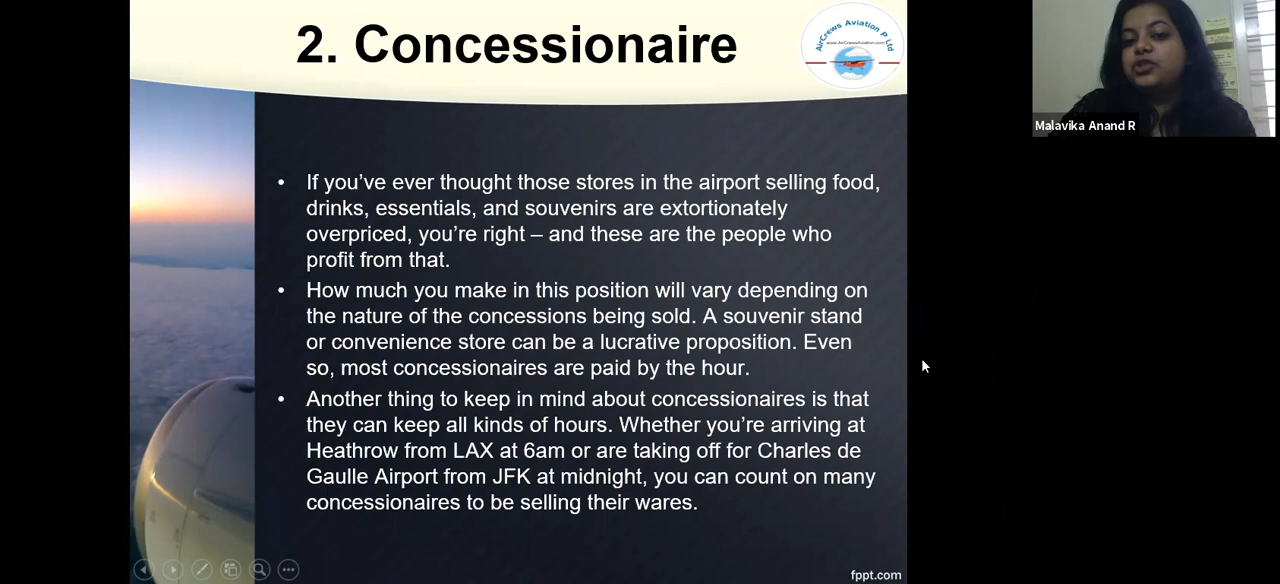 2. Concessionaire
AirCrews Aviation P Ltd
www.AirCrewsAviation.com
Malavika Anand R
• If you’ve ever thought those stores in the airport selling food,
drinks, essentials, and souvenirs are extortionately
overpriced, you’re right – and these are the people who
profit from that.
• How much you make in this position will vary depending on
the nature of the concessions being sold. A souvenir stand
or convenience store can be a lucrative proposition. Even
so, most concessionaires are paid by the hour.
• Another thing to keep in mind about concessionaires is that
they can keep all kinds of hours. Whether you’re arriving at
Heathrow from LAX at 6am or are taking off for Charles de
Gaulle Airport from JFK at midnight, you can count on many
concessionaires to be selling their wares.
fppt.com